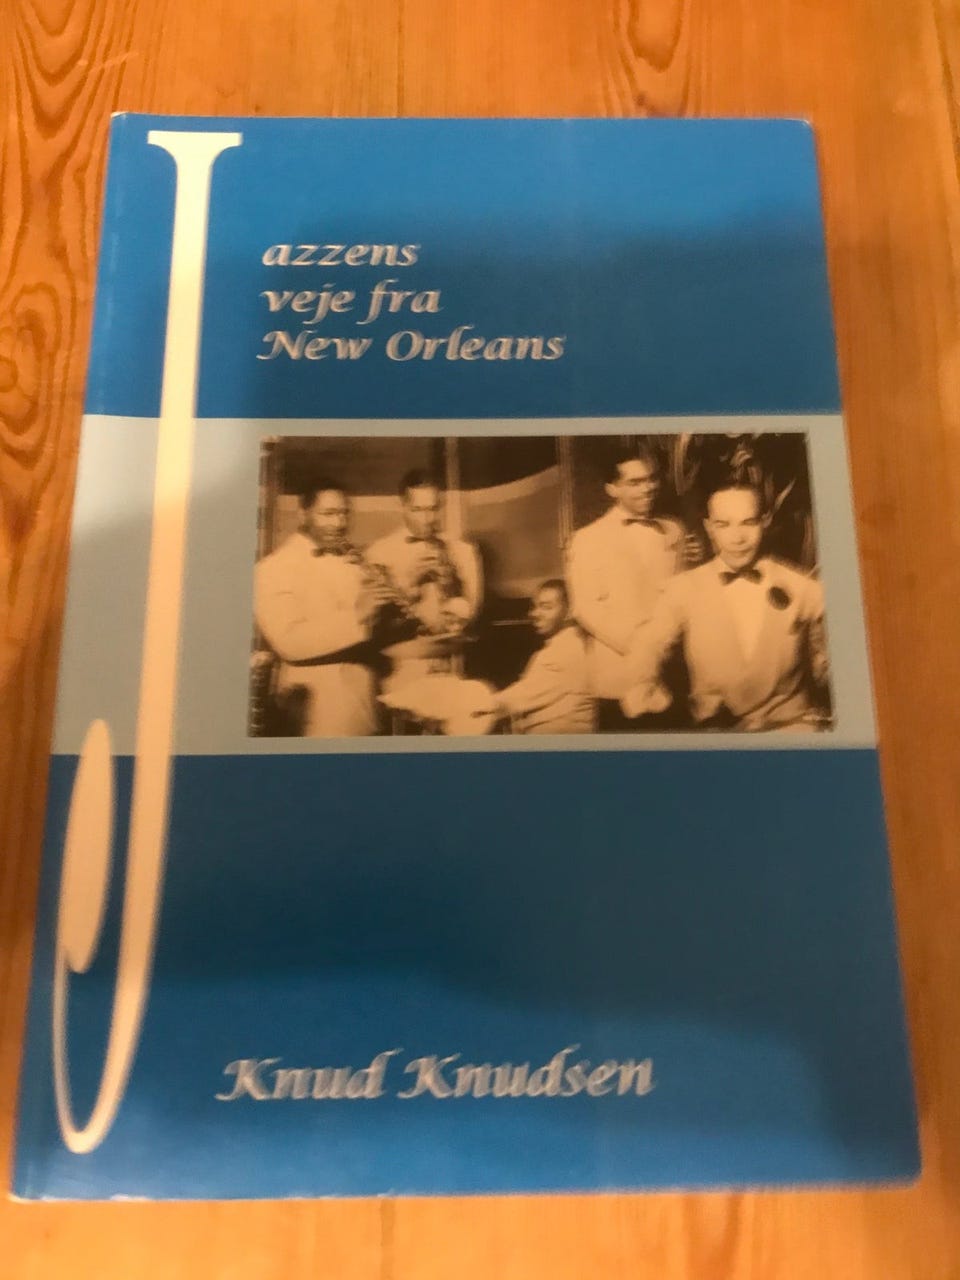 Jazzens
veje fra
New Orleans
Knud Knudsen